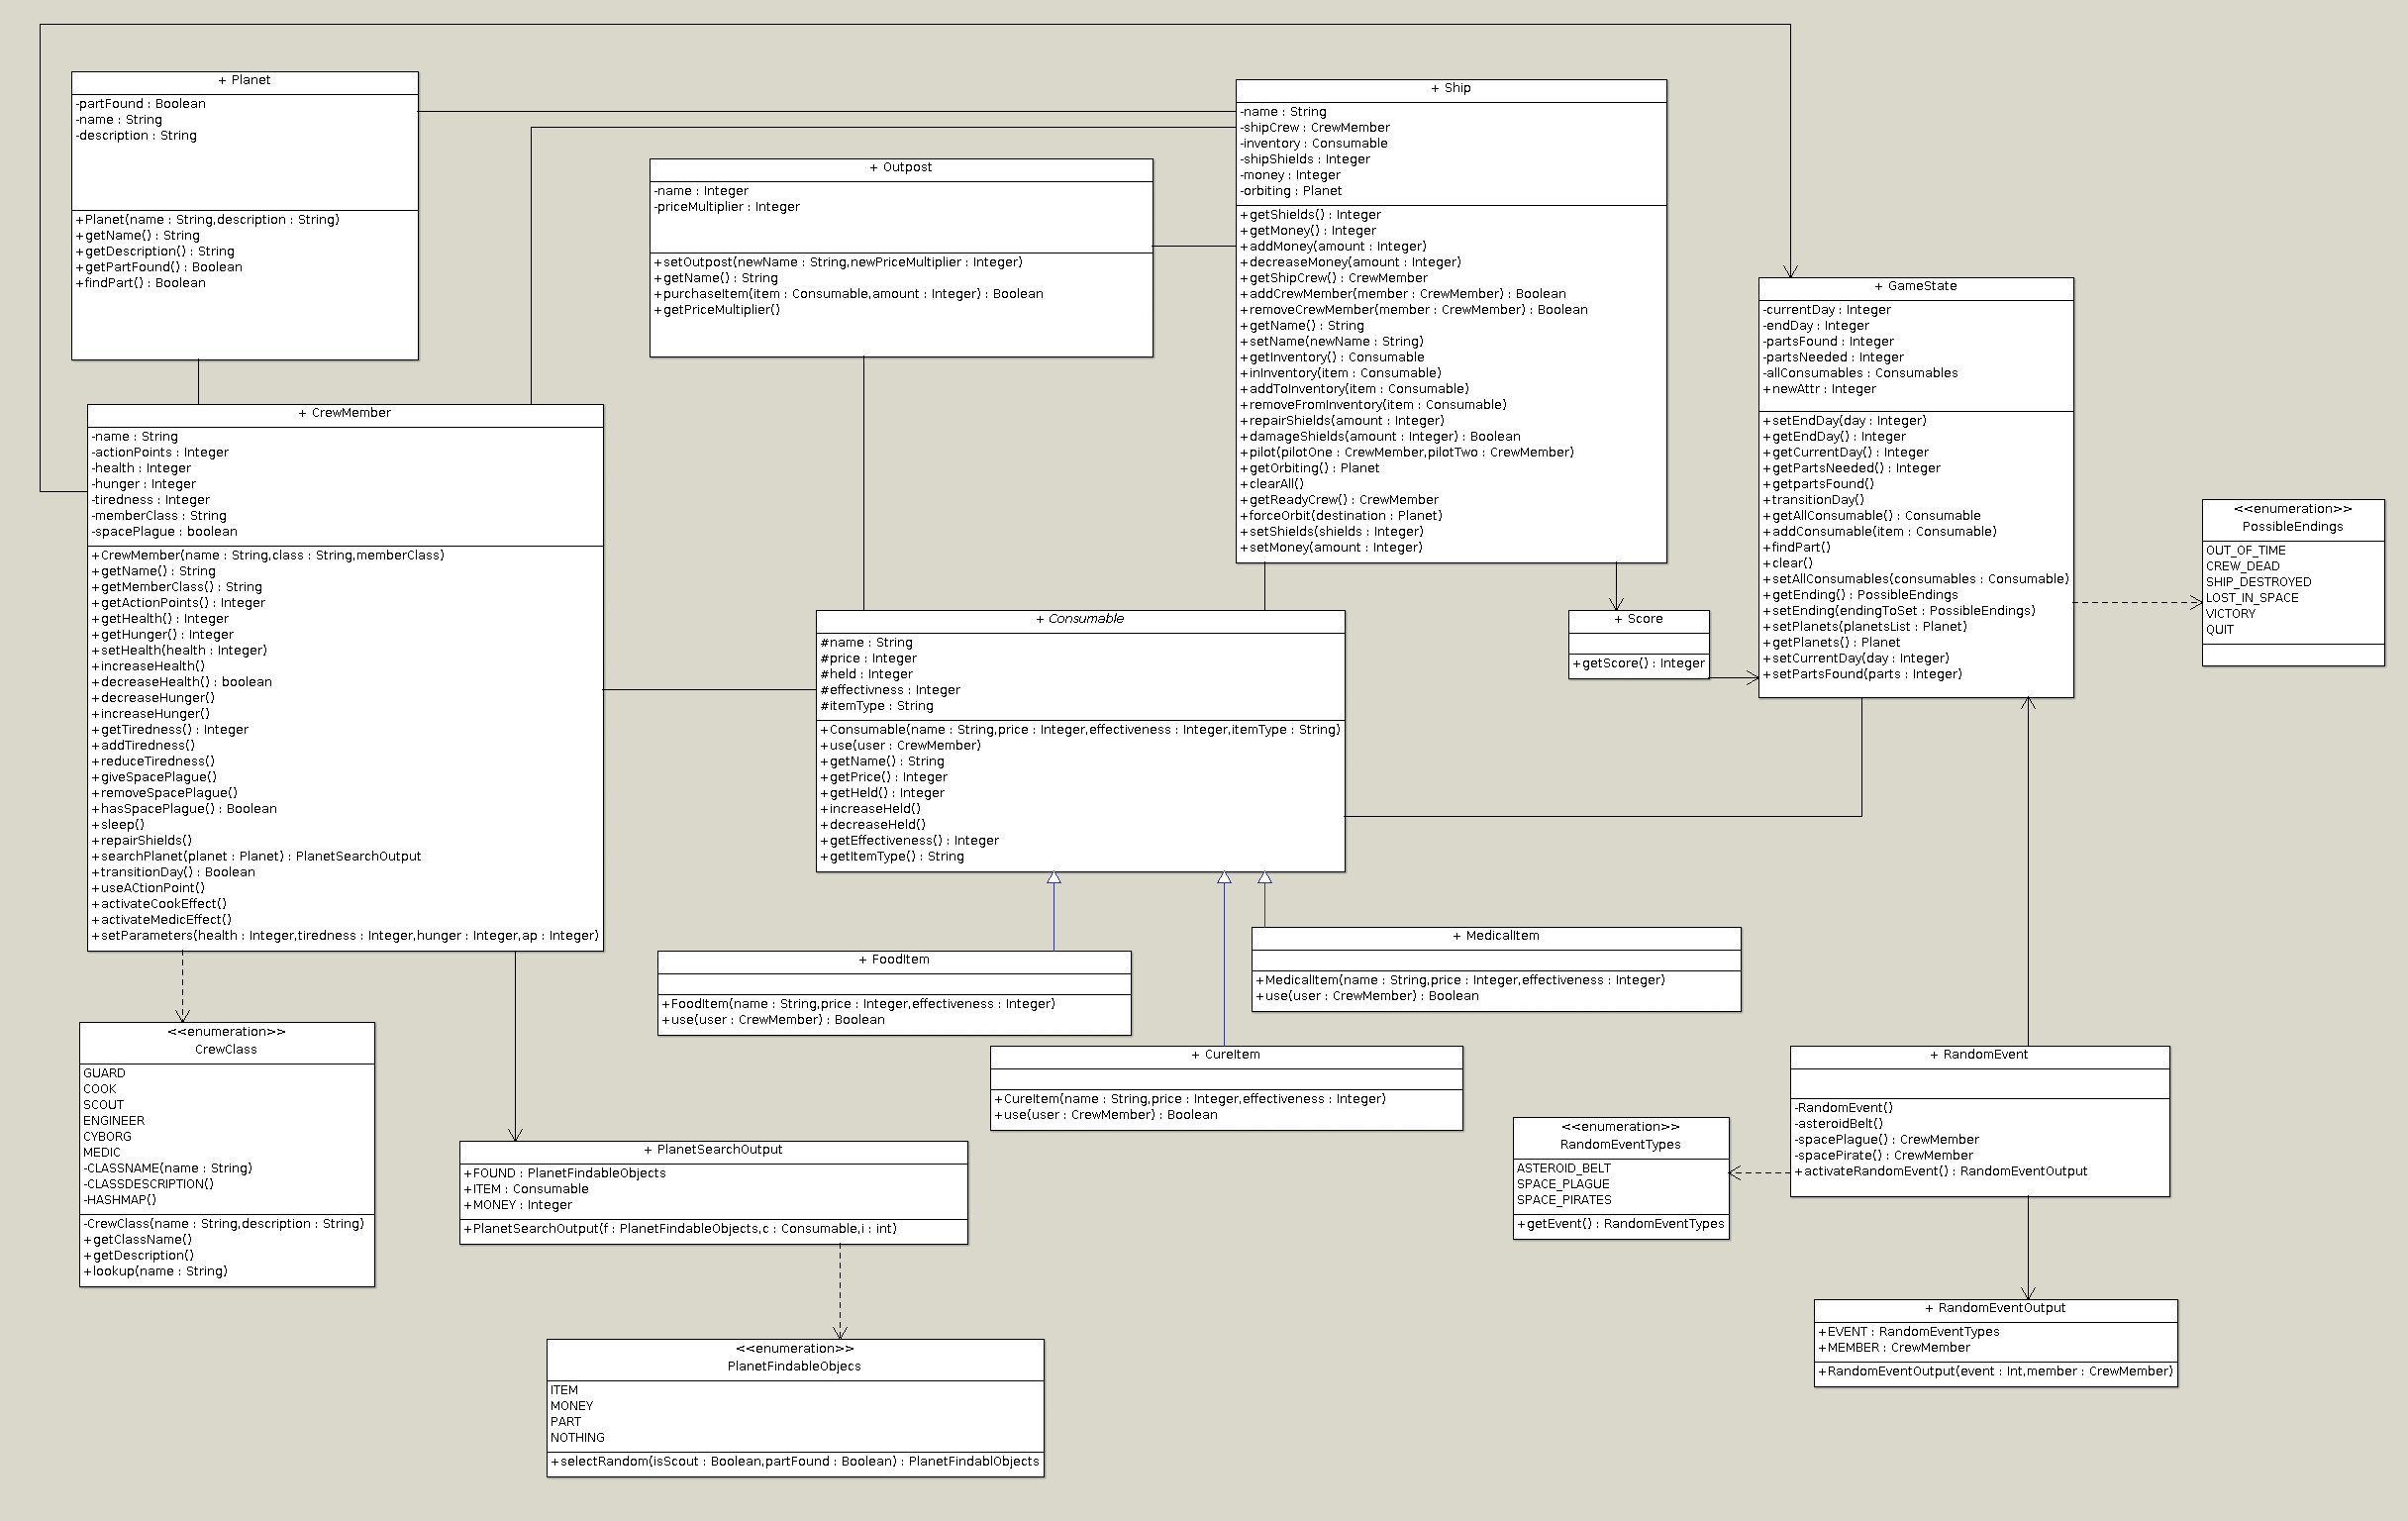 + Planet
-partFound : Boolean
-name : String
-description : String
+Planet(name : String,description : String)
+getName() : String
+getDescription() : String
+getPartFound() : Boolean
+findPart() : Boolean
+ Ship
-name : String
-shipCrew : CrewMember
-inventory : Consumable
-shipShields : Integer
-money : Integer
-orbiting : Planet
+getShields() : Integer
+getMoney() : Integer
+addMoney(amount : Integer)
+decreaseMoney(amount : Integer)
+getShipCrew() : CrewMember
+addCrewMember(member : CrewMember) : Boolean
+removeCrewMember(member : CrewMember) : Boolean
+getName() : String
+setName(newName : String)
+getInventory() : Consumable
+inInventory(item : Consumable)
+addToInventory(item : Consumable)
+removeFromInventory(item : Consumable)
+repairShields(amount : Integer)
+damageShields(amount : Integer) : Boolean
+pilot(pilotOne : CrewMember,pilotTwo : CrewMember)
+getOrbiting() : Planet
+clearAll()
+getReadyCrew() : CrewMember
+forceOrbit(destination : Planet)
+setShields(shields : Integer)
+setMoney(amount : Integer)
+ Outpost
-name : Integer
-priceMultiplier : Integer
+setOutpost(newName : String,newPriceMultiplier : Integer)
+getName() : String
+purchaseItem(item : Consumable,amount : Integer) : Boolean
+getPriceMultiplier()
+ GameState
-currentDay : Integer
-endDay : Integer
-partsFound : Integer
-partsNeeded : Integer
-allConsumables : Consumables
+newAttr : Integer
+setEndDay(day : Integer)
+getEndDay() : Integer
+getCurrentDay() : Integer
+getPartsNeeded() : Integer
+getpartsFound()
+transitionDay()
+getAllConsumable() : Consumable
+addConsumable(item : Consumable)
+findPart()
+clear()
+setAllConsumables(consumables : Consumable)
+getEnding() : PossibleEndings
+setEnding(endingToSet : PossibleEndings)
+setPlanets(planetsList : Planet)
+getPlanets() : Planet
+setCurrentDay(day : Integer)
+setPartsFound(parts : Integer)
<<enumeration>>
PossibleEndings
OUT_OF_TIME
CREW_DEAD
SHIP_DESTROYED
LOST_IN_SPACE
VICTORY
QUIT
+ CrewMember
-name : String
-actionPoints : Integer
-health : Integer
-hunger : Integer
-tiredness : Integer
-memberClass : String
-spacePlague : boolean
+CrewMember(name : String,class : String,memberClass)
+getName() : String
+getMemberClass() : String
+getActionPoints() : Integer
+getHealth() : Integer
+getHunger() : Integer
+setHealth(health : Integer)
+increaseHealth()
+decreaseHealth() : boolean
+decreaseHunger()
+increaseHunger()
+getTiredness() : Integer
+addTiredness()
+reduceTiredness()
+giveSpacePlague()
+removeSpacePlague()
+hasSpacePlague() : Boolean
+sleep()
+repairShields()
+searchPlanet(planet : Planet) : PlanetSearchOutput
+transitionDay() : Boolean
+useACtionPoint()
+activateCookEffect()
+activateMedicEffect()
+setParameters(health : Integer,tiredness : Integer,hunger : Integer,ap : Integer)
+ Consumable
#name : String
#price : Integer
#held : Integer
#effectivness : Integer
#itemType : String
+Consumable(name : String,price : Integer,effectiveness : Integer,itemType : String)
+use(user : CrewMember)
+getName() : String
+getPrice() : Integer
+getHeld() : Integer
+increaseHeld()
+decreaseHeld()
+getEffectiveness() : Integer
+getItemType() : String
+ Score
+getScore() : Integer
+ FoodItem
+FoodItem(name : String,price : Integer,effectiveness : Integer)
+use(user : CrewMember) : Boolean
+ MedicalItem
+MedicalItem(name : String,price : Integer,effectiveness : Integer)
+use(user : CrewMember) : Boolean
+ CureItem
+CureItem(name : String,price : Integer,effectiveness : Integer)
+use(user : CrewMember) : Boolean
<<enumeration>>
CrewClass
GUARD
COOK
SCOUT
ENGINEER
CYBORG
MEDIC
-CLASSNAME(name : String)
-CLASSDESCRIPTION()
-HASHMAP()
-CrewClass(name : String,description : String)
+getClassName()
+getDescription()
+lookup(name : String)
+ PlanetSearchOutput
+FOUND : PlanetFindableObjects
+ITEM : Consumable
+MONEY : Integer
+PlanetSearchOutput(f : PlanetFindableObjects,c : Consumable,i : int)
<<enumeration>>
PlanetFindableObjecs
ITEM
MONEY
PART
NOTHING
+selectRandom(isScout : Boolean,partFound : Boolean) : PlanetFindablObjects
<<enumeration>>
RandomEventTypes
ASTEROID_BELT
SPACE_PLAGUE
SPACE_PIRATES
+getEvent() : RandomEventTypes
+ RandomEvent
-RandomEvent()
-asteroidBelt()
-spacePlague() : CrewMember
-spacePirate() : CrewMember
+activateRandomEvent() : RandomEventOutput
+ RandomEventOutput
+EVENT : RandomEventTypes
+MEMBER : CrewMember
+RandomEventOutput(event : Int,member : CrewMember)